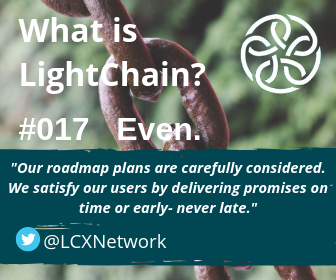 What is
LightChain?
#017 Even.
"Our roadmap plans are carefully considered.
We satisfy our users by delivering promises on
time or early- never late."
@LCXNetwork